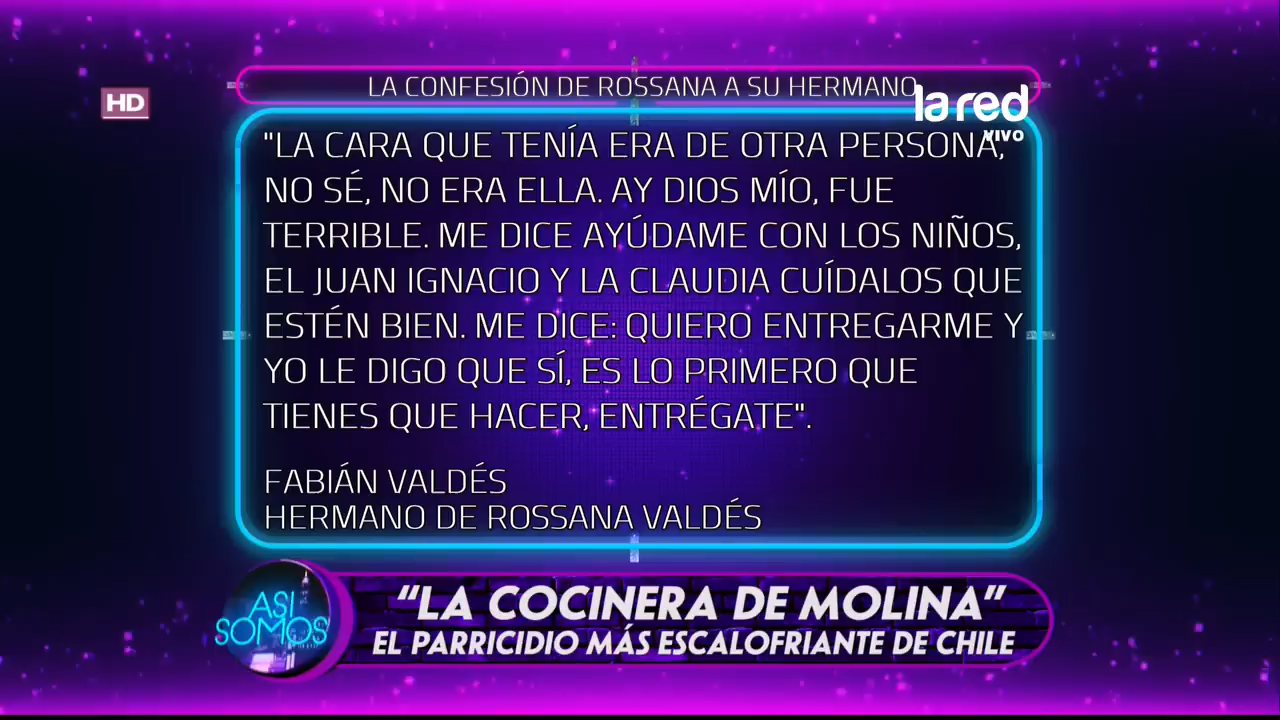 LA CONFESIÓN DE ROSSANA A SU HERMANO
HD
la red
VIVO
"LA CARA QUE TENÍA ERA DE OTRA PERSONA,
NO SÉ, NO ERA ELLA. AY DIOS MÍO, FUE
TERRIBLE. ME DICE AYÚDAME CON LOS NIÑOS,
EL JUAN IGNACIO Y LA CLAUDIA CUÍDALOS QUE
ESTÉN BIEN. ME DICE: QUIERO ENTREGARME Y
YO LE DIGO QUE SÍ, ES LO PRIMERO QUE
TIENES QUE HACER, ENTRÉGATE".
FABIÁN VALDÉS
HERMANO DE ROSSANA VALDÉS
ASI
SOMOS
“LA COCINERA DE MOLINA”
EL PARRICIDIO MÁS ESCALOFRIANTE DE CHILE